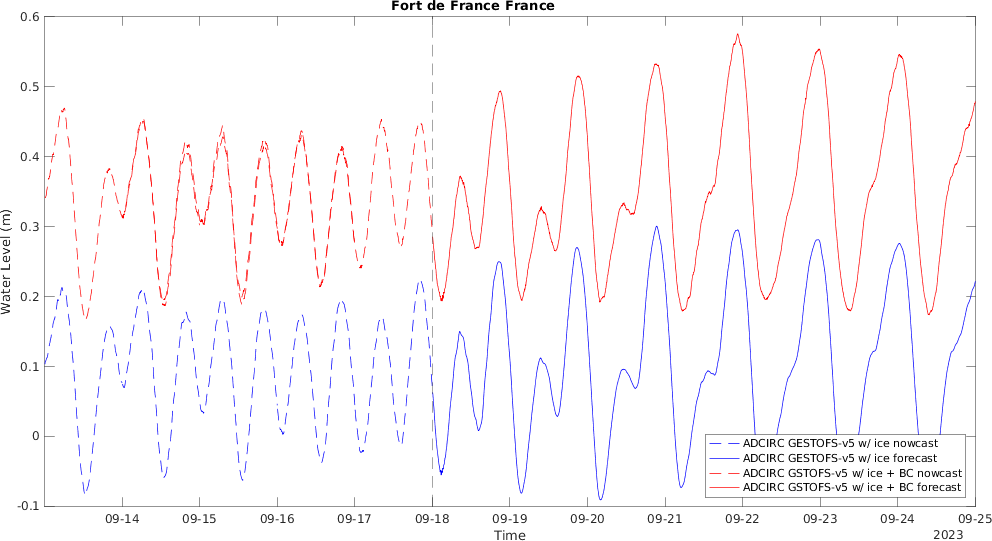 Fort de France France
0.6
0.5
0.4
0.3
0.2
0.1
0
-0.1
Water Level (m)
09-14 09-15 09-16 09-17 09-18 09-19 09-20 09-21 09-22 09-23 09-24 09-25
Time
2023
ADCIRC GESTOFS-v5 w/ ice nowcast
ADCIRC GESTOFS-v5 w/ ice forecast
ADCIRC GSTOFS-v5 w/ ice + BC nowcast
ADCIRC GSTOFS-v5 w/ ice + BC forecast